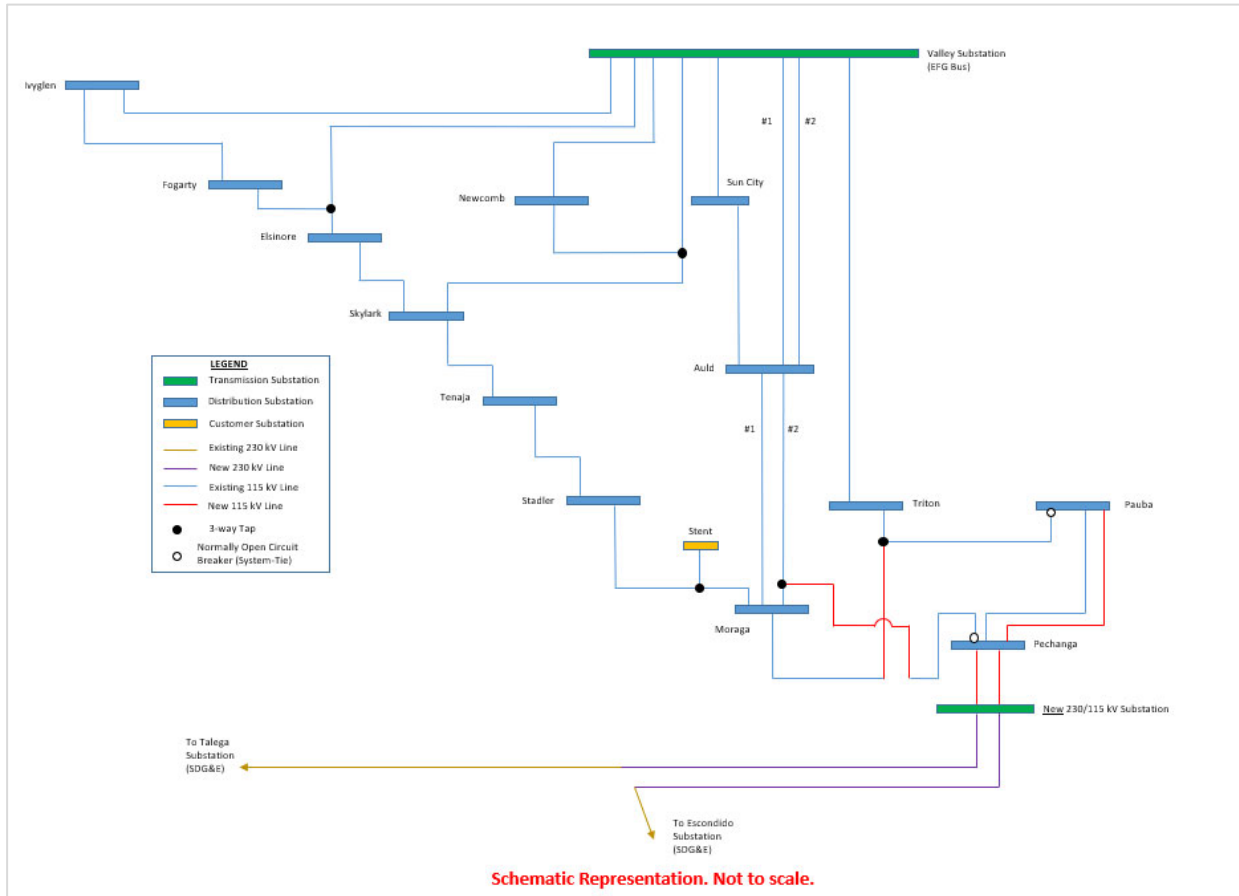 Valley Substation
(EFG Bus)
Ivyglen
#1
#2
Fogarty
Newcomb
Sun City
Elsinore
Skylark
Auld
LEGEND
Transmission Substation
Distribution Substation
Customer Substation
Existing 230 kV Line
New 230 kV Line
Existing 115 kV Line
New 115 kV Line
3-way Tap
Normally Open Circuit
Breaker (System-Tie)
Tenaja
#1
#2
Stadler
Triton
Pauba
Stent
Moraga
Pechanga
New 230/115 kV Substation
To Talega
Substation
(SDG&E)
To Escondido
Substation
(SDG&E)
Schematic Representation. Not to scale.